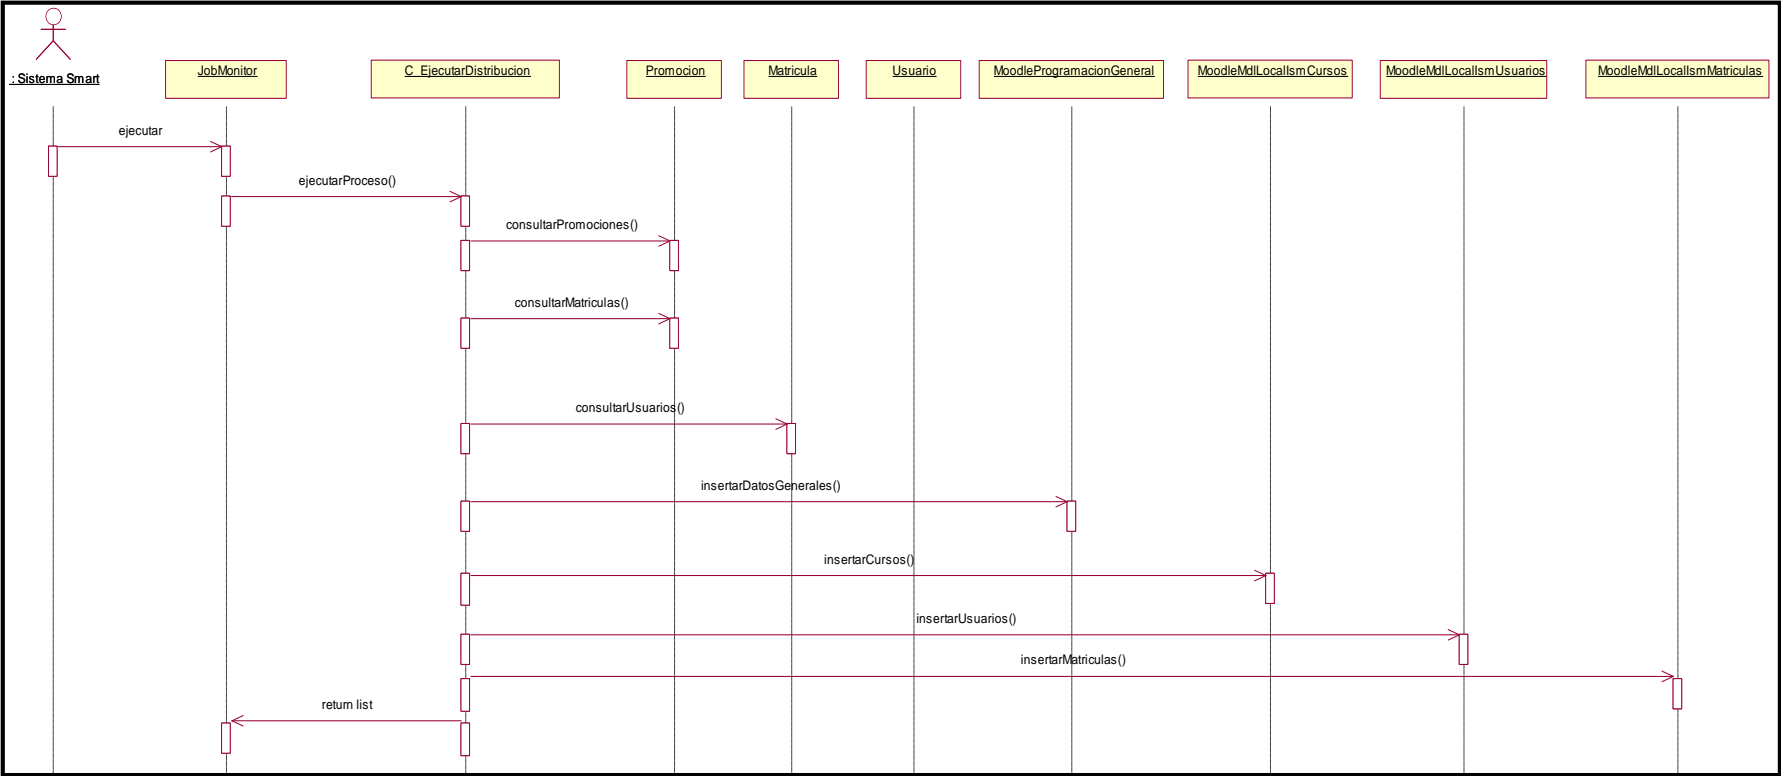 : Sistema Smart
JobMonitor
C_EjecutarDistribucion
Promocion
Matricula
Usuario
MoodleProgramacionGeneral
MoodleMdlLocalIsmCursos
MoodleMdlLocalIsmUsuarios
MoodleMdlLocalIsmMatriculas
ejecutar
ejecutarProceso()
consultarPromociones()
consultarMatriculas()
consultarUsuarios()
insertarDatosGenerales()
insertarCursos()
insertarUsuarios()
insertarMatriculas()
return list